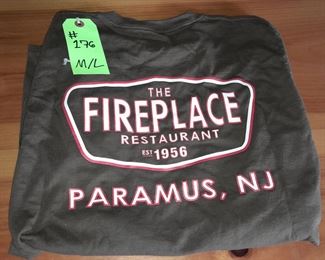 #
176
M/L
THE
FIREPLACE
RESTAURANT
EST 1956
PARAMUS, NJ